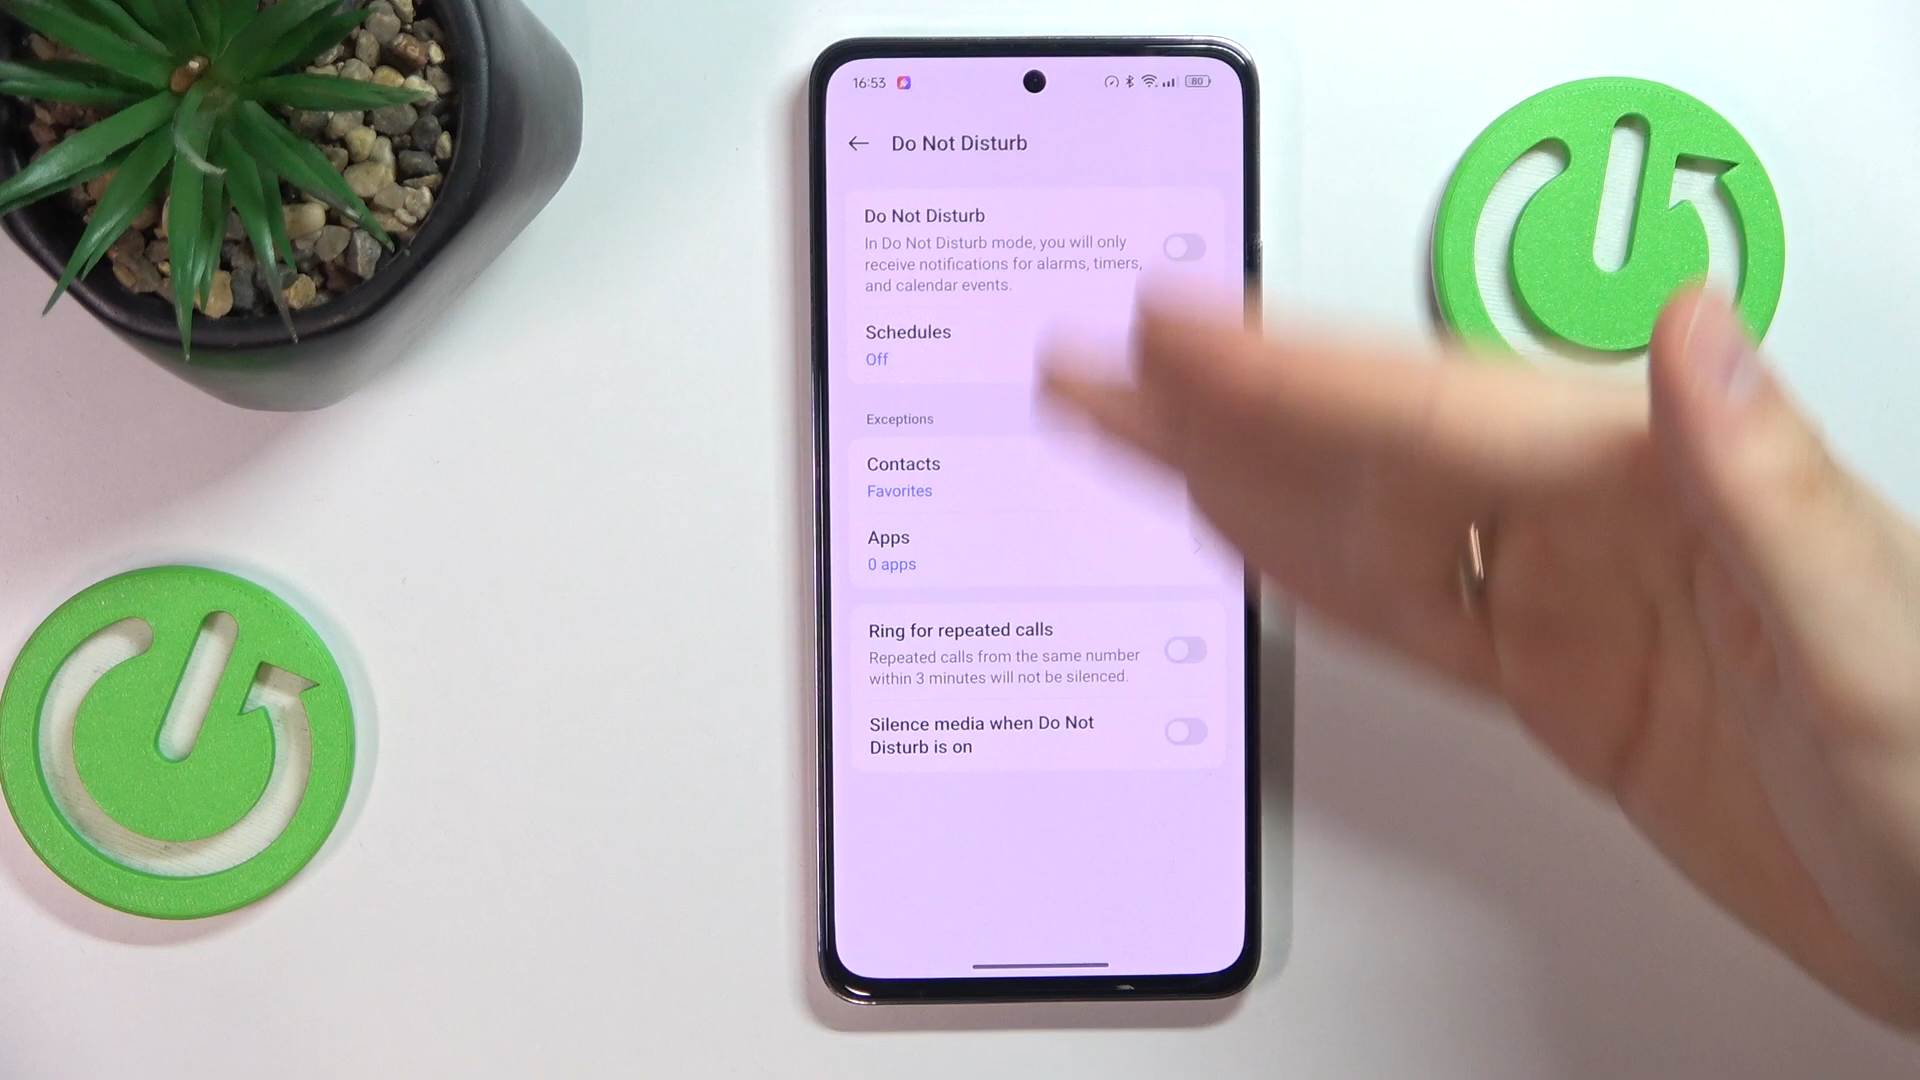 16:53
80
Do Not Disturb
Do Not Disturb
In Do Not Disturb mode, you will only
receive notifications for alarms, timers,
and calendar events.
Schedules
Off
Exceptions
Contacts
Favorites
Apps
0 apps
Ring for repeated calls
Repeated calls from the same number
within 3 minutes will not be silenced.
Silence media when Do Not
Disturb is on